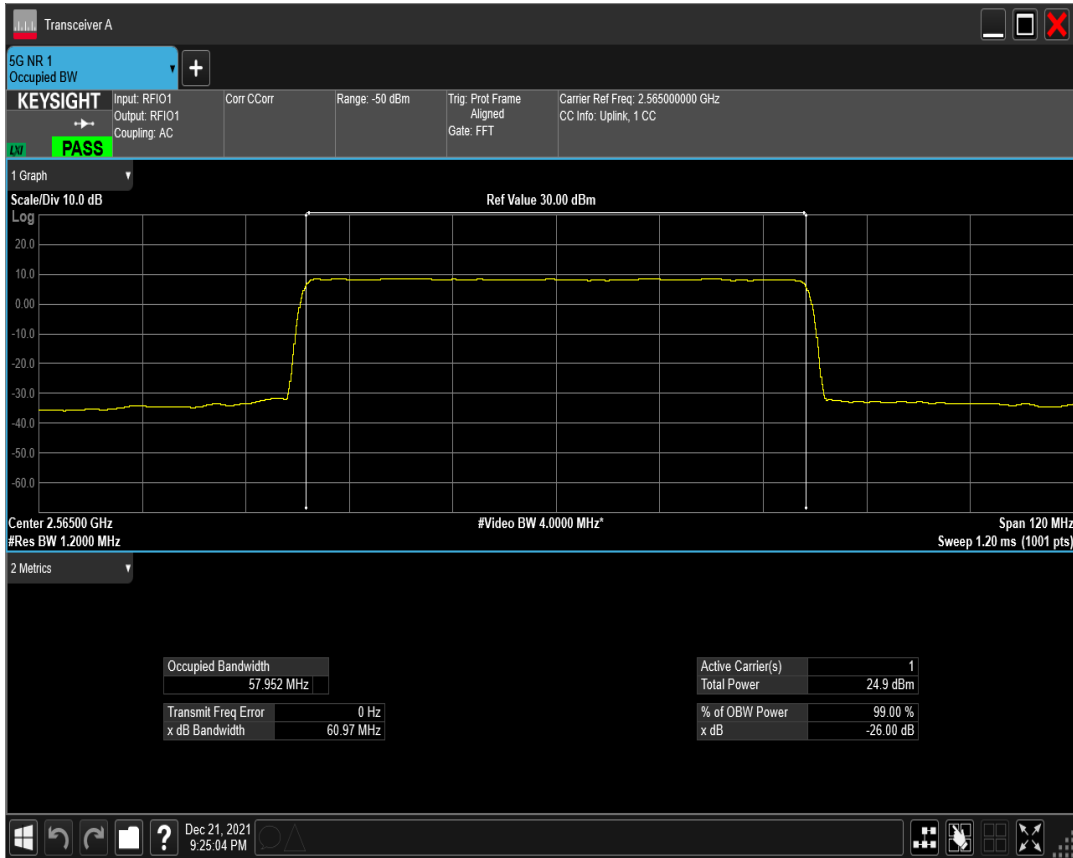 Transceiver A
5G NR 1
Occupied BW
+
KEYSIGHT
LXI
PASS
Input: RFIO1
Output: RFIO1
Coupling: AC
Corr CCorr
Range: -50 dBm
Trig: Prot Frame
Aligned
Gate: FFT
Carrier Ref Freq: 2.565000000 GHz
CC Info: Uplink, 1 CC
1 Graph
Scale/Div 10.0 dB
Ref Value 30.00 dBm
Log
20.0
10.0
0.00
-10.0
-20.0
-30.0
-40.0
-50.0
-60.0
Center 2.56500 GHz
#Video BW 4.0000 MHz*
Span 120 MHz
#Res BW 1.2000 MHz
Sweep 1.20 ms (1001 pts)
2 Metrics
Occupied Bandwidth
57.952 MHz
Transmit Freq Error 0 Hz
x dB Bandwidth 60.97 MHz
Active Carrier(s) 1
Total Power 24.9 dBm
% of OBW Power 99.00 %
x dB -26.00 dB
?
Dec 21, 2021
9:25:04 PM